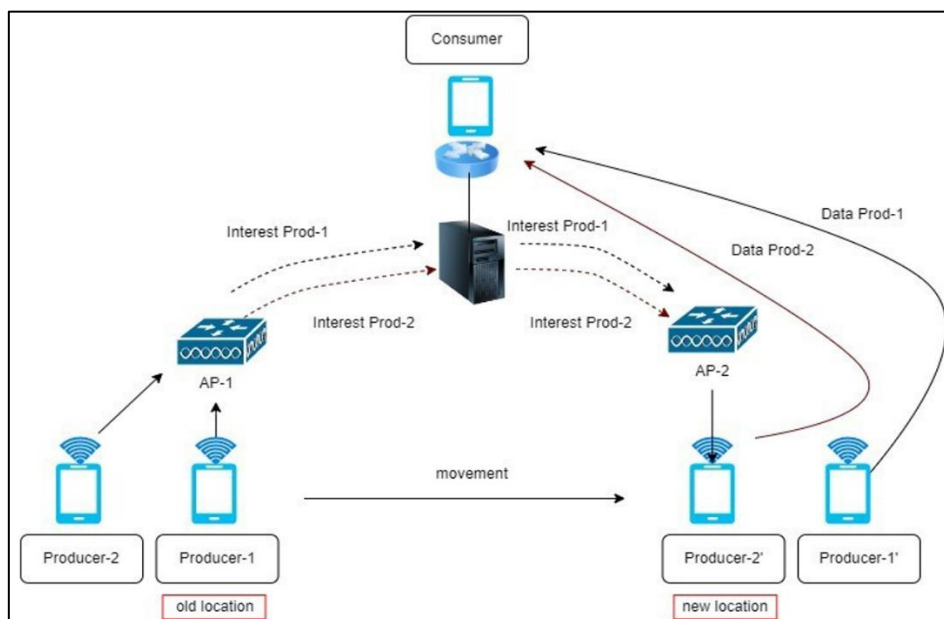 Consumer
Data Prod-1
Interest Prod-1
Interest Prod-1
Data Prod-2
Interest Prod-2
Interest Prod-2
AP-1
AP-2
movement
Producer-2
Producer-1
Producer-2'
Producer-1'
old location
new location